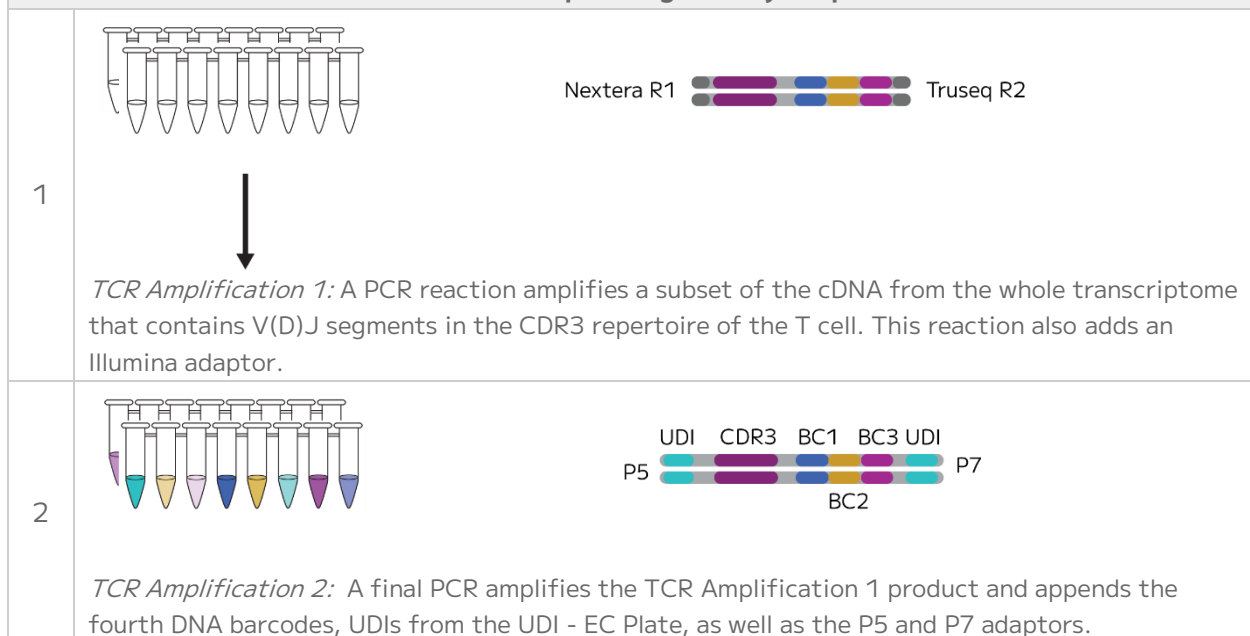 Nextera R1
Truseq R2
1
TCR Amplification 1: A PCR reaction amplifies a subset of the cDNA from the whole transcriptome
that contains V(D)J segments in the CDR3 repertoire of the T cell. This reaction also adds an
Illumina adaptor.
UDI CDR3 BC1 BC3 UDI
P5
P7
BC2
2
TCR Amplification 2: A final PCR amplifies the TCR Amplification 1 product and appends the
fourth DNA barcodes, UDIs from the UDI - EC Plate, as well as the P5 and P7 adaptors.